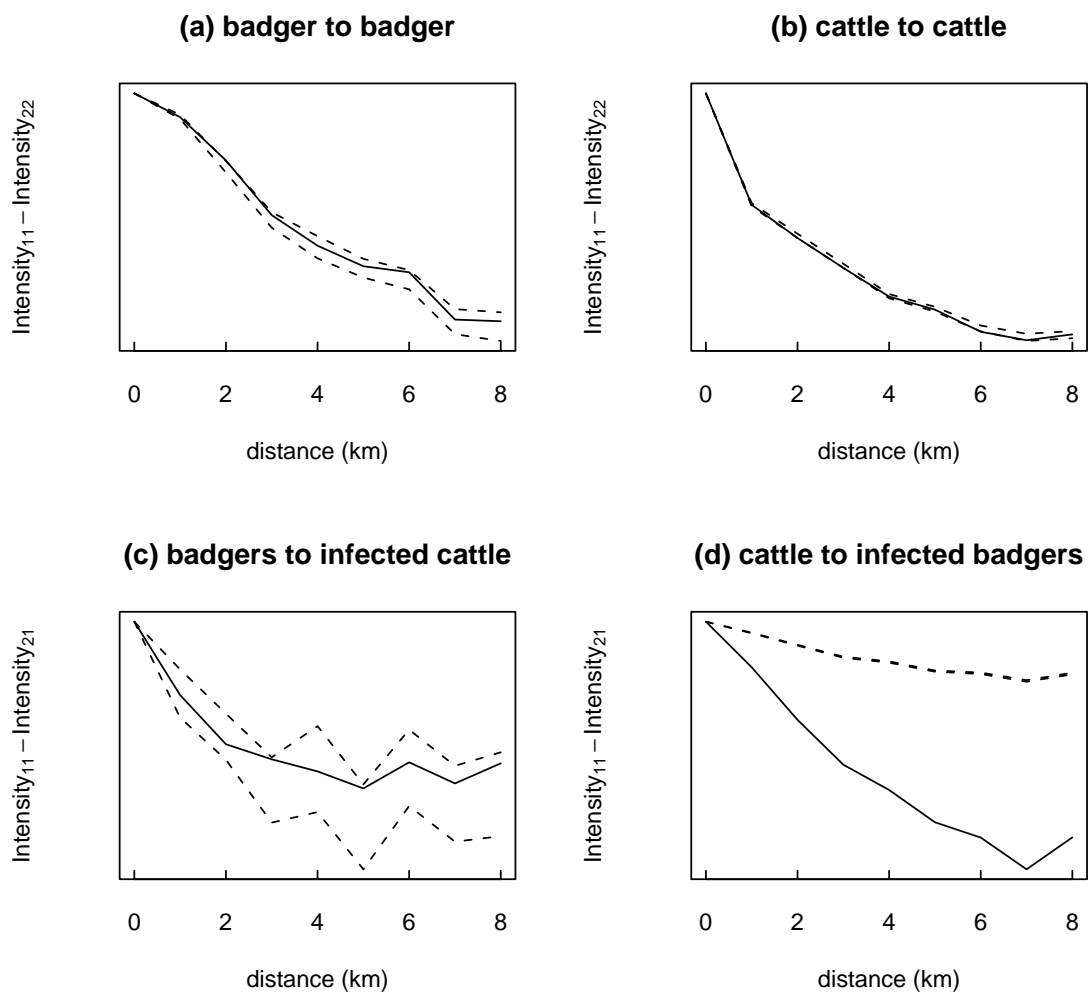 (a) badger to badger
Intensity₁₁ − Intensity₂₂
0 2 4 6 8
distance (km)
(b) cattle to cattle
Intensity₁₁ − Intensity₂₂
0 2 4 6 8
distance (km)
(c) badgers to infected cattle
Intensity₁₁ − Intensity₂₁
0 2 4 6 8
distance (km)
(d) cattle to infected badgers
Intensity₁₁ − Intensity₂₁
0 2 4 6 8
distance (km)